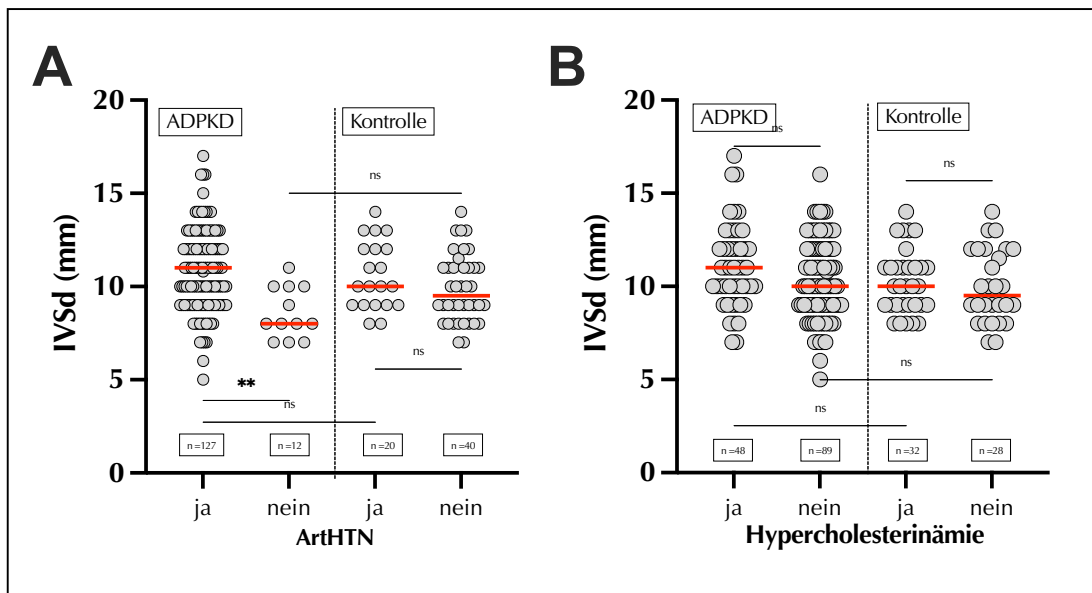 A
B
20
15
10
5
0
IVSd (mm)
ADPKD
Kontrolle
ns
ns
**
ns
n=127
n=12
n=20
n=40
ja
nein
ja
nein
ArtHTN
20
15
10
5
0
IVSd (mm)
ADPKD
Kontrolle
ns
ns
ns
ns
n=48
n=89
n=32
n=28
ja
nein
ja
nein
Hypercholesterinämie